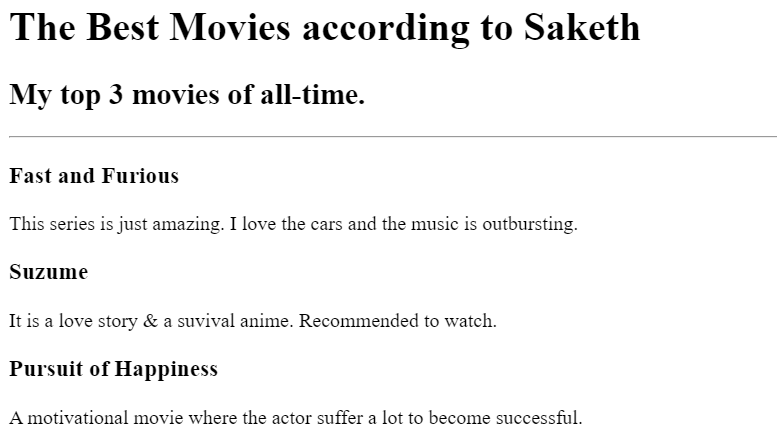 The Best Movies according to Saketh
My top 3 movies of all-time.
Fast and Furious
This series is just amazing. I love the cars and the music is outbursting.
Suzume
It is a love story & a suvival anime. Recommended to watch.
Pursuit of Happiness
A motivational movie where the actor suffer a lot to become successful.